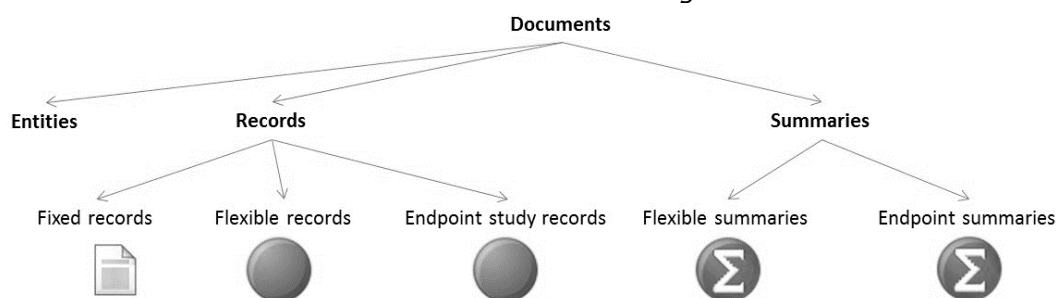 Documents
Entities
Records
Summaries
Fixed records
Flexible records
Endpoint study records
Flexible summaries
Endpoint summaries
Σ
Σ